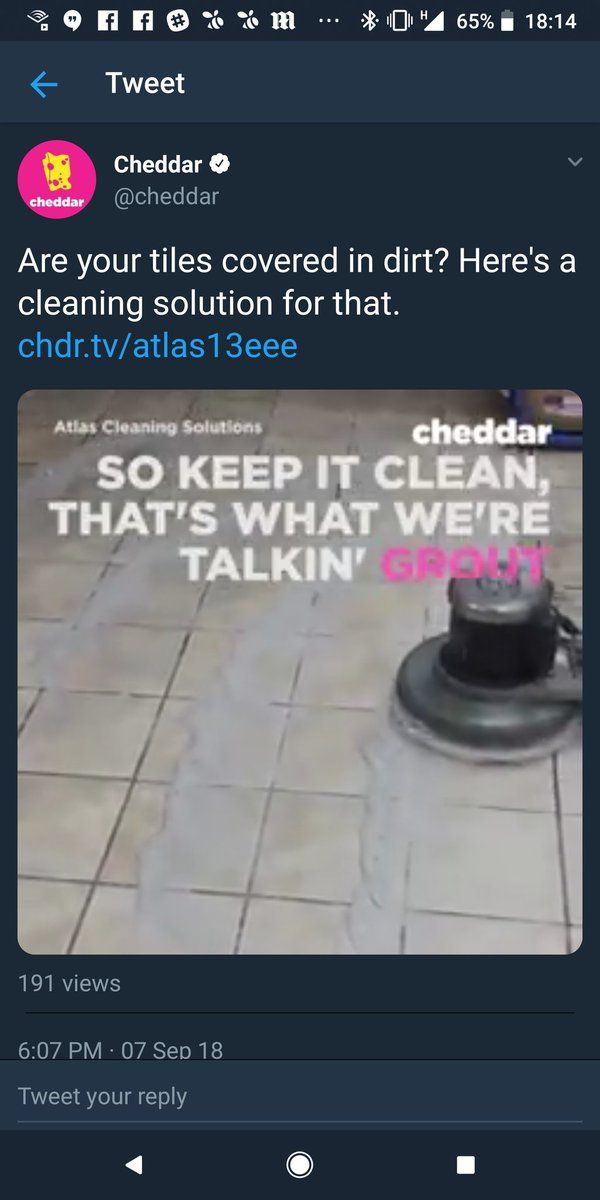 65% 18:14
Tweet
Cheddar
@cheddar
cheddar
Are your tiles covered in dirt? Here's a
cleaning solution for that.
chdr.tv/atlas13eee
Atlas Cleaning Solutions
cheddar
SO KEEP IT CLEAN,
THAT'S WHAT WE'RE
TALKIN' GROUT
191 views
6:07 PM · 07 Sep 18
Tweet your reply